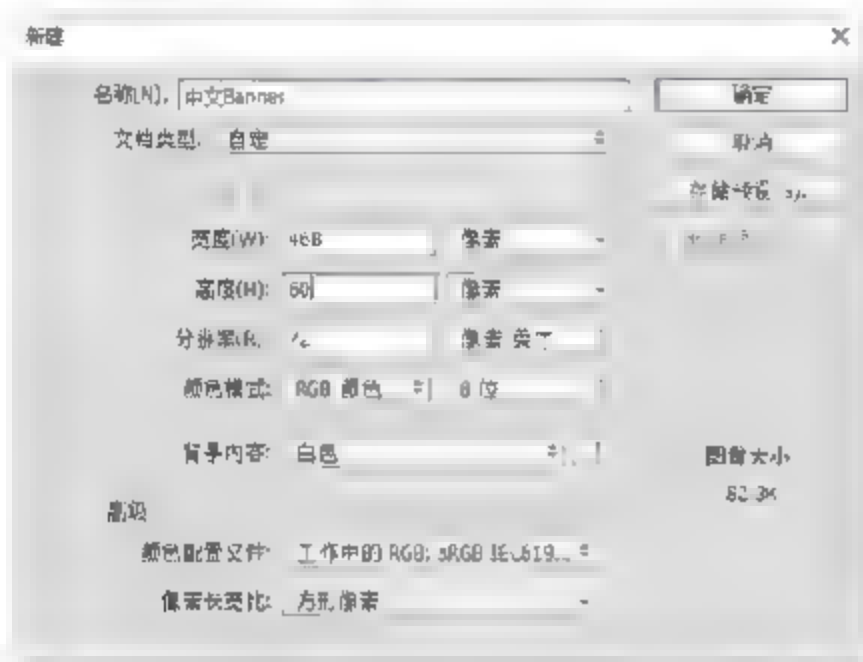 新建
名称(N): 中文Banner 确定
文档类型: 自定 取消
宽度(W): 468 像素
高度(H): 60 像素
分辨率(R): 72
颜色模式: RGB 颜色 8 位
背景内容: 白色 图像大小
82.3K
高级
颜色配置文件: 工作中的 RGB: sRGB IEC619...
像素长宽比: 方形像素